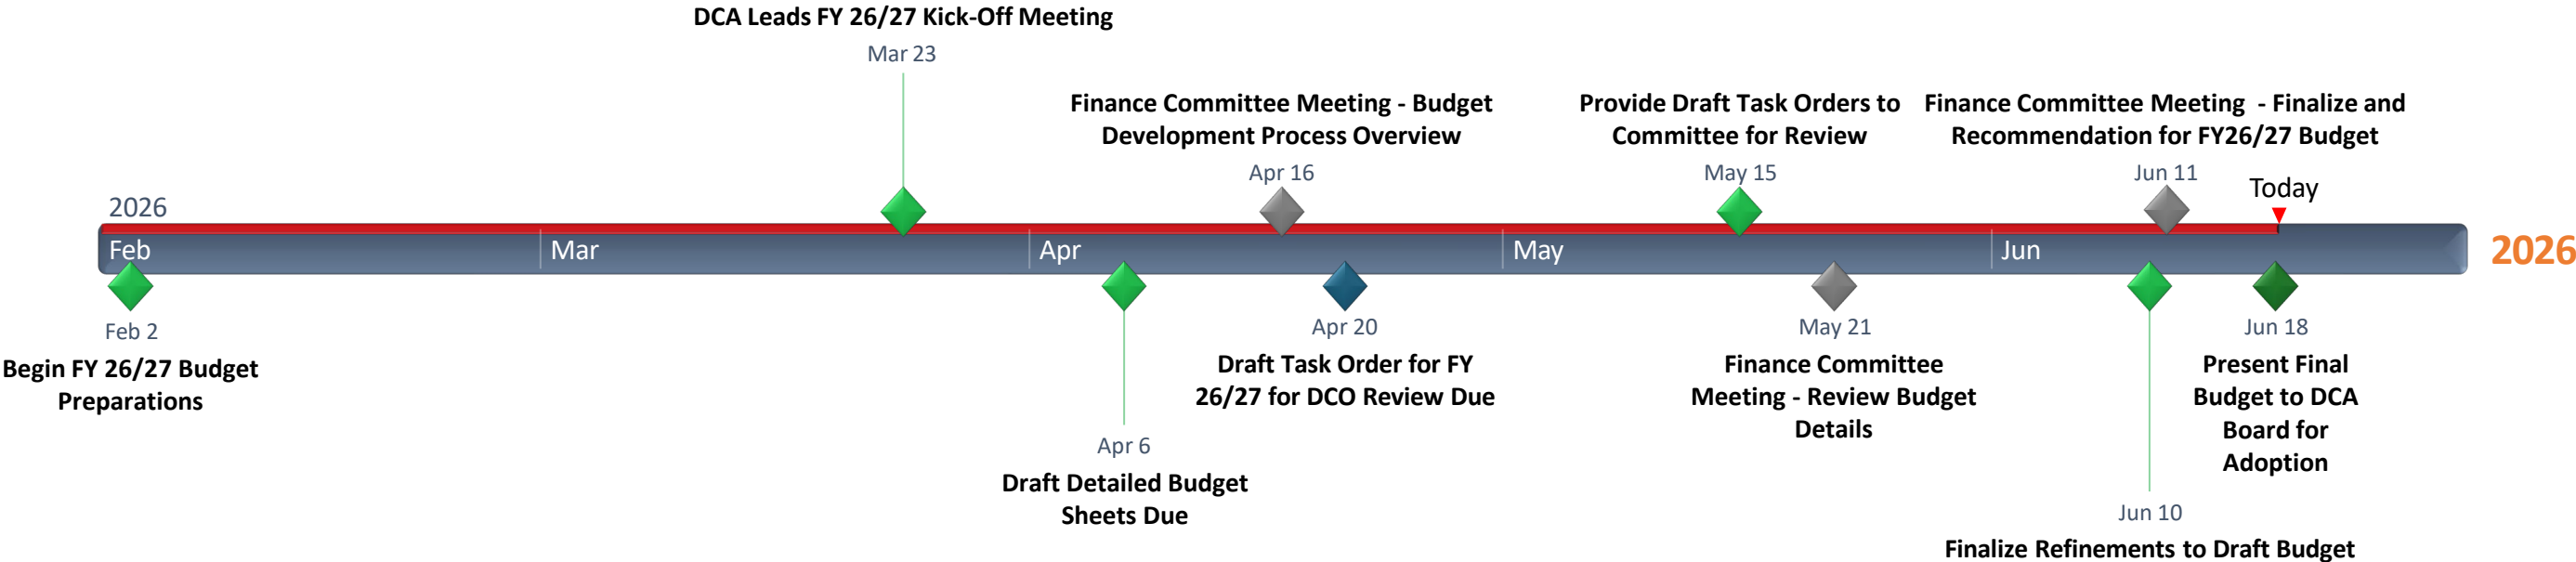 DCA Leads FY 26/27 Kick-Off Meeting
Mar 23
Finance Committee Meeting - Budget
Development Process Overview
Apr 16
Provide Draft Task Orders to
Committee for Review
May 15
Finance Committee Meeting  - Finalize and
Recommendation for FY26/27 Budget
Jun 11
Today
2026
Feb
Mar
Apr
May
Jun
2026
Feb 2
Begin FY 26/27 Budget
Preparations
Apr 6
Draft Detailed Budget
Sheets Due
Apr 20
Draft Task Order for FY
26/27 for DCO Review Due
May 21
Finance Committee
Meeting - Review Budget
Details
Jun 10
Finalize Refinements to Draft Budget
Jun 18
Present Final
Budget to DCA
Board for
Adoption